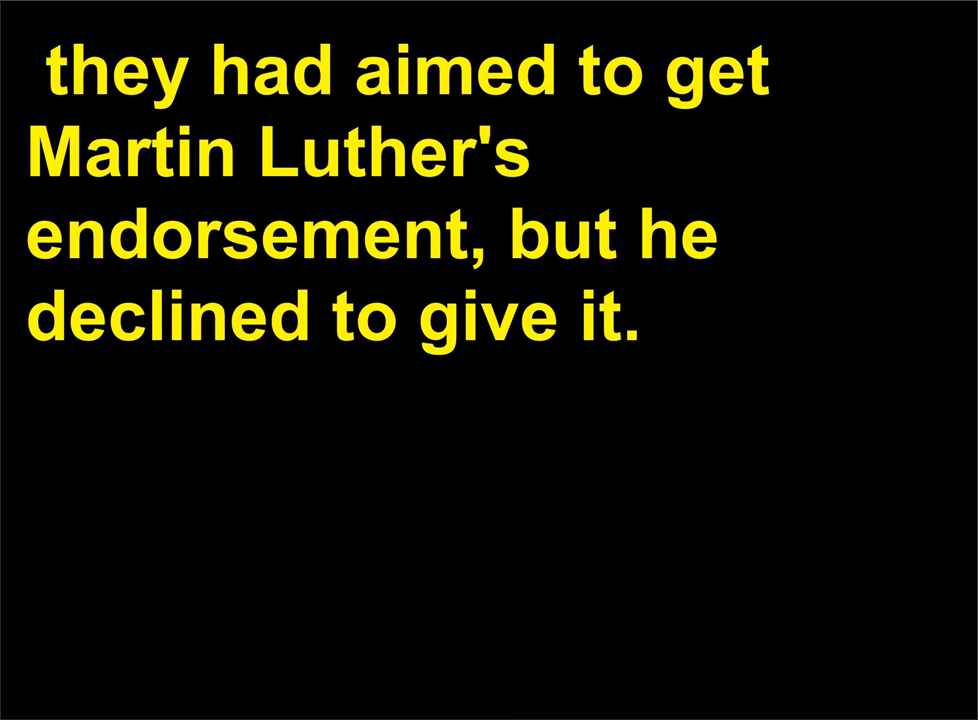 they had aimed to get
Martin Luther's
endorsement, but he
declined to give it.